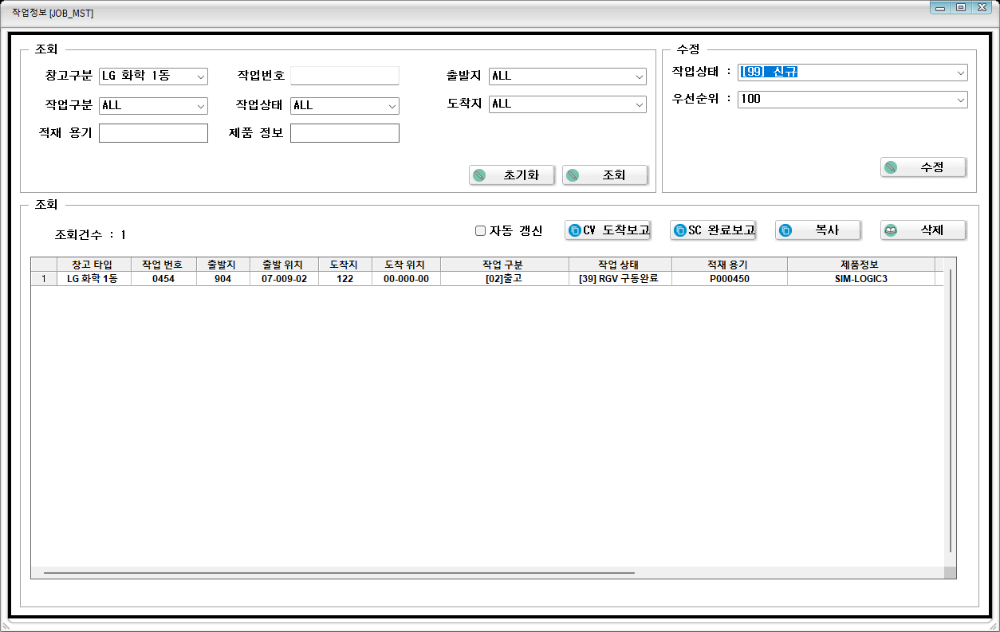 작업정보 [JOB_MST]
조회
창고구분 LG 화학 1동 작업번호 출발지 ALL
작업구분 ALL 작업상태 ALL 도착지 ALL
적재 용기 제품 정보
초기화 조회
수정
작업상태 : [99] 신규
우선순위 : 100
수정
조회
조회건수 : 1 자동 갱신 CV 도착보고 SC 완료보고 복사 삭제
창고 타입 작업 번호 출발지 출발 위치 도착지 도착 위치 작업 구분 작업 상태 적재 용기 제품정보
1 LG 화학 1동 0454 904 07-009-02 122 00-000-00 [02]출고 [39] RGV 구동완료 P000450 SIM-LOGIC3